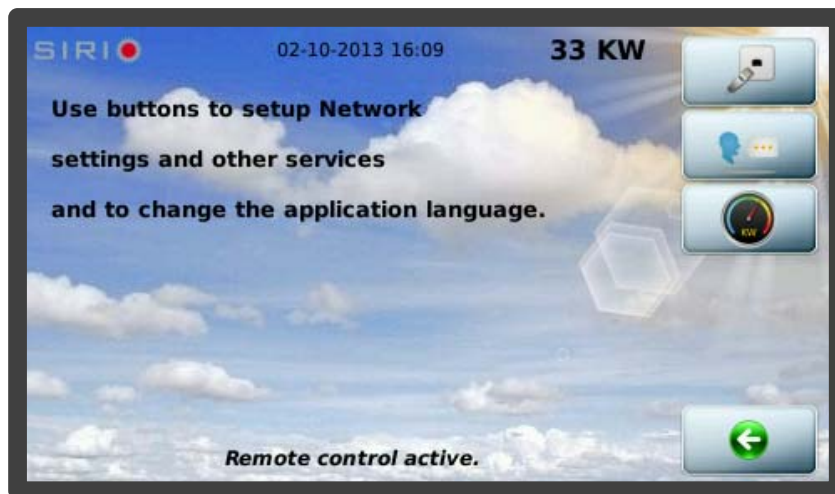 SIRIO
02-10-2013 16:09
33 KW
Use buttons to setup Network
settings and other services
and to change the application language.
KW
Remote control active.